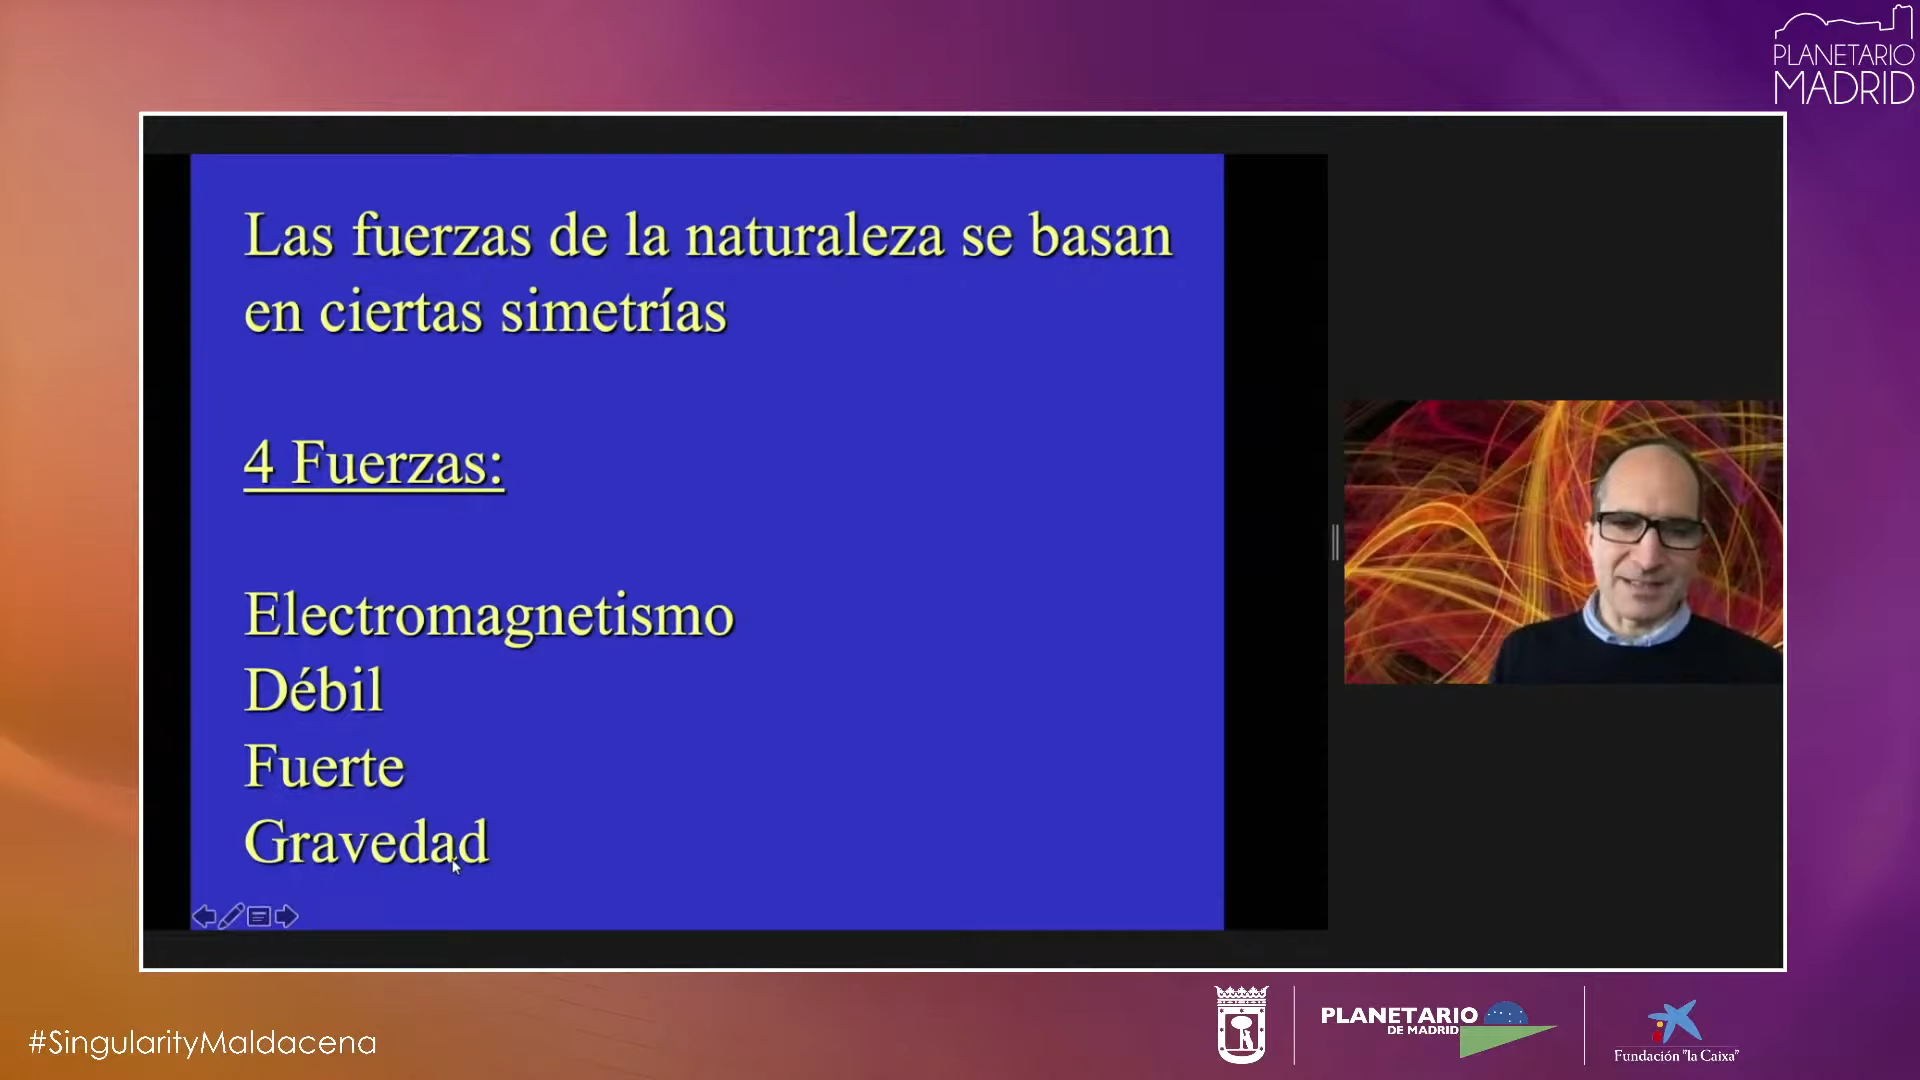 PLANETARIO
MADRID
Las fuerzas de la naturaleza se basan
en ciertas simetrías
4 Fuerzas:
Electromagnetismo
Débil
Fuerte
Gravedad
#SingularityMaldacena
PLANETARIO
DE MADRID
Fundación "la Caixa"